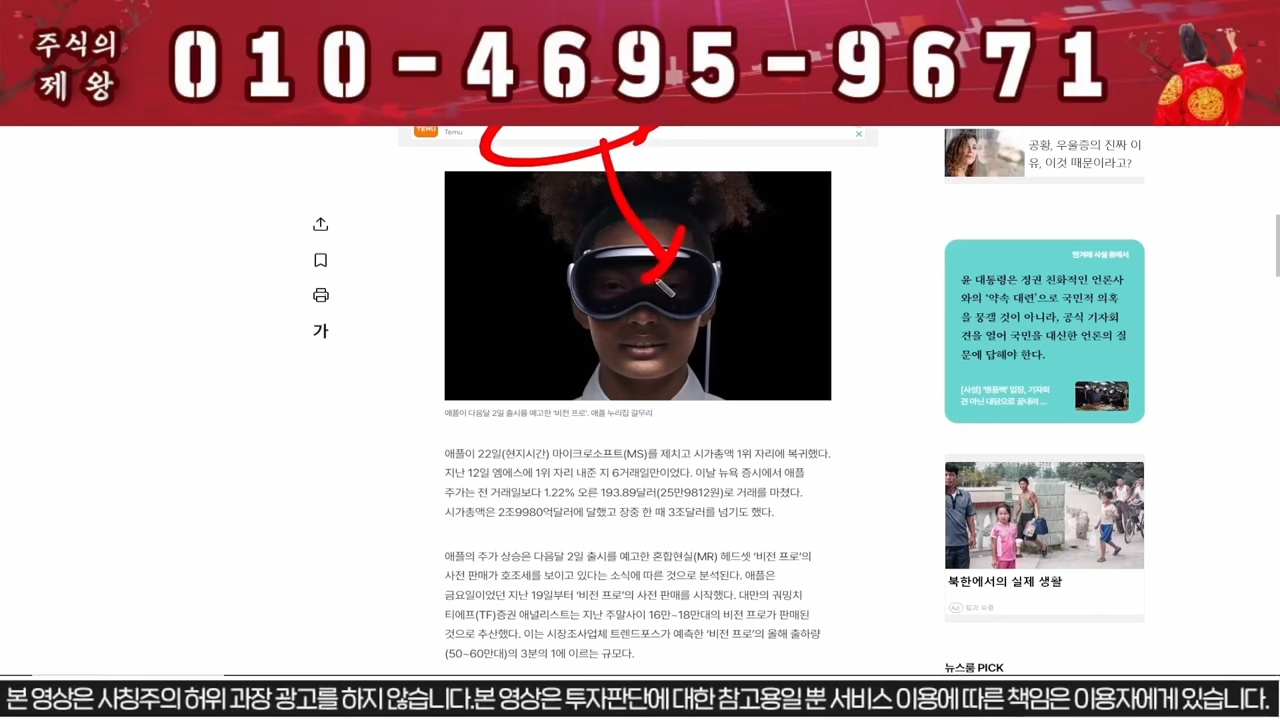 주식의
제왕
010-4695-9671
TEMU
Temu
공황, 우울증의 진짜 이
유, 이것 때문이라고?
가
한겨레 사설 중에서
윤 대통령은 정권 친화적인 언론사
와의 ‘약속 대련’으로 국민적 의혹
을 뭉갤 것이 아니라, 공식 기자회
견을 열어 국민을 대신한 언론의 질
문에 답해야 한다.
[사설] ‘명품백’ 입장, 기자회
견 아닌 대담으로 끝내려 ...
애플이 다음달 2일 출시를 예고한 ‘비전 프로’. 애플 누리집 갈무리
애플이 22일(현지시간) 마이크로소프트(MS)를 제치고 시가총액 1위 자리에 복귀했다.
지난 12일 엠에스에 1위 자리 내준 지 6거래일만이었다. 이날 뉴욕 증시에서 애플
주가는 전 거래일보다 1.22% 오른 193.89달러(25만9812원)로 거래를 마쳤다.
시가총액은 2조9980억달러에 달했고 장중 한 때 3조달러를 넘기도 했다.
애플의 주가 상승은 다음달 2일 출시를 예고한 혼합현실(MR) 헤드셋 ‘비전 프로’의
사전 판매가 호조세를 보이고 있다는 소식에 따른 것으로 분석된다. 애플은
금요일이었던 지난 19일부터 ‘비전 프로’의 사전 판매를 시작했다. 대만의 궈밍치
티에프(TF)증권 애널리스트는 지난 주말사이 16만~18만대의 비전 프로가 판매된
것으로 추산했다. 이는 시장조사업체 트렌드포스가 예측한 ‘비전 프로’의 올해 출하량
(50~60만대)의 3분의 1에 이르는 규모다.
북한에서의 실제 생활
Ad
뉴스룸 PICK
본 영상은 사칭주의 허위 과장 광고를 하지 않습니다.본 영상은 투자판단에 대한 참고용일 뿐 서비스 이용에 따른 책임은 이용자에게 있습니다.